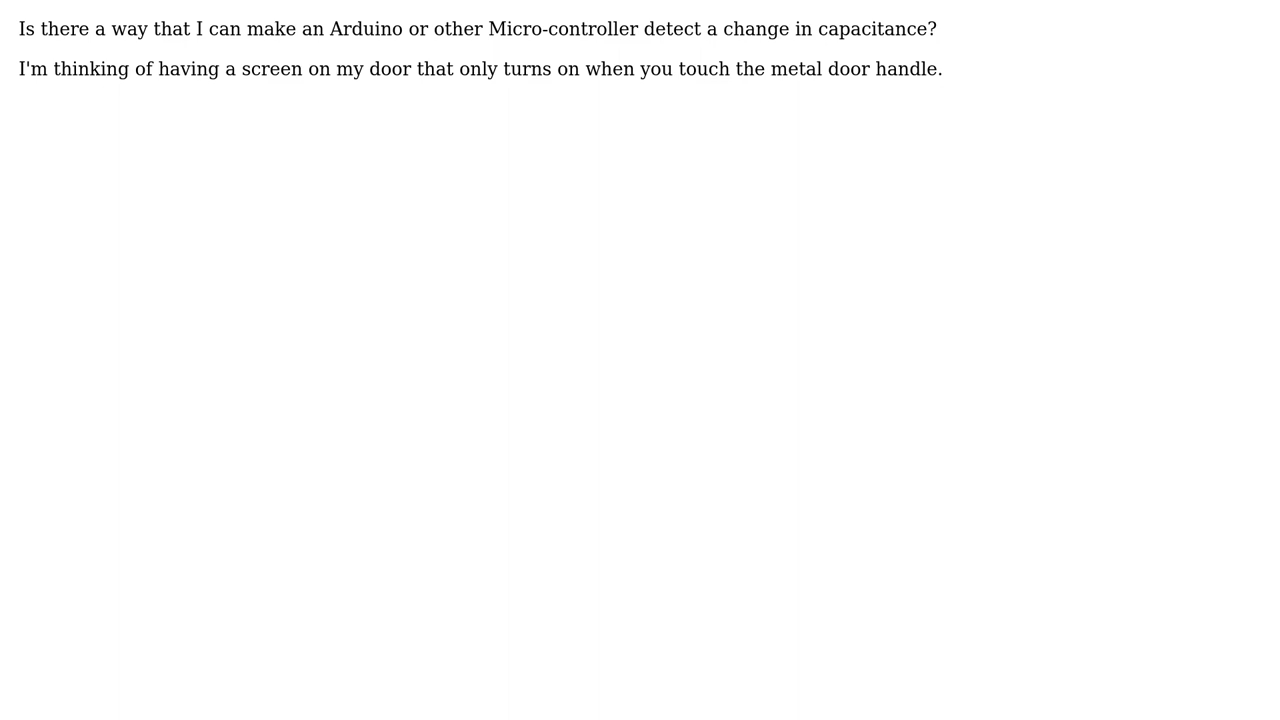 Is there a way that I can make an Arduino or other Micro-controller detect a change in capacitance?
I'm thinking of having a screen on my door that only turns on when you touch the metal door handle.